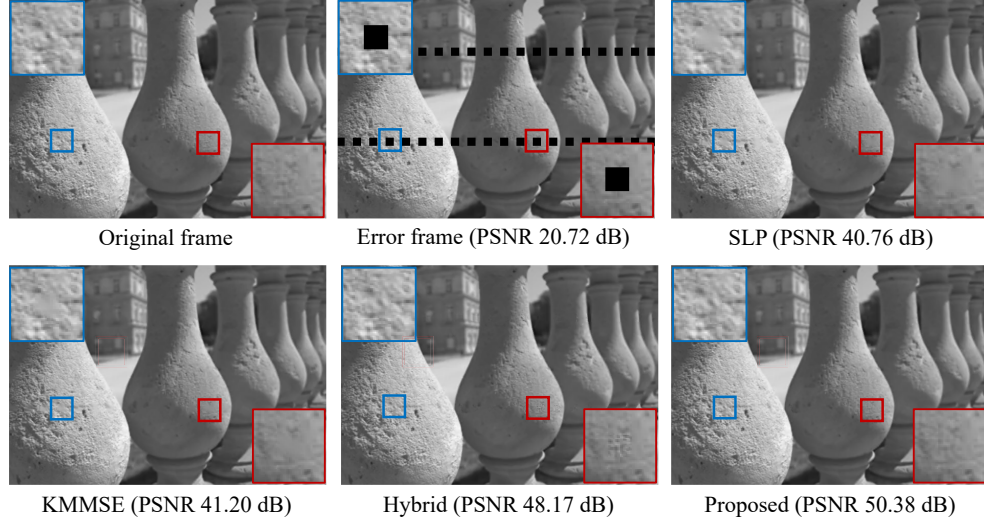 Original frame
Error frame (PSNR 20.72 dB)
SLP (PSNR 40.76 dB)
KMMSE (PSNR 41.20 dB)
Hybrid (PSNR 48.17 dB)
Proposed (PSNR 50.38 dB)